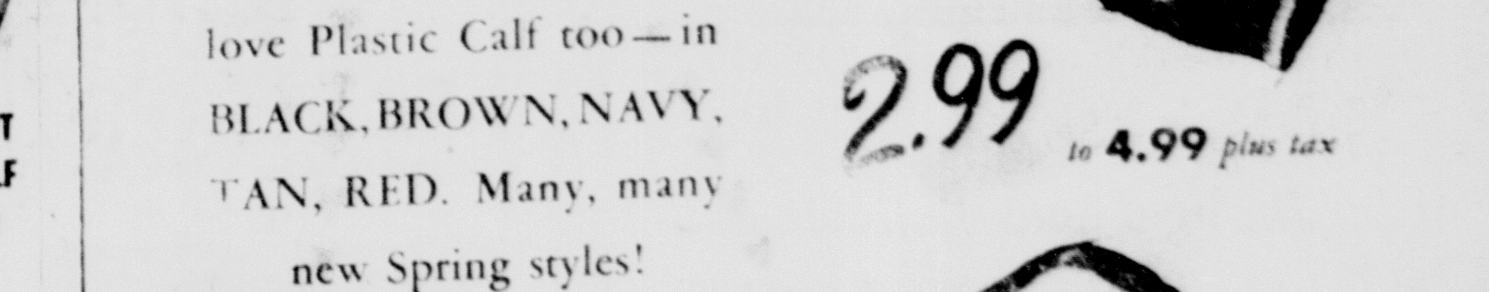 love Plastic Calf too—in
BLACK, BROWN, NAVY,
TAN, RED. Many, many
new Spring styles!
2.99
to 4.99 plus tax